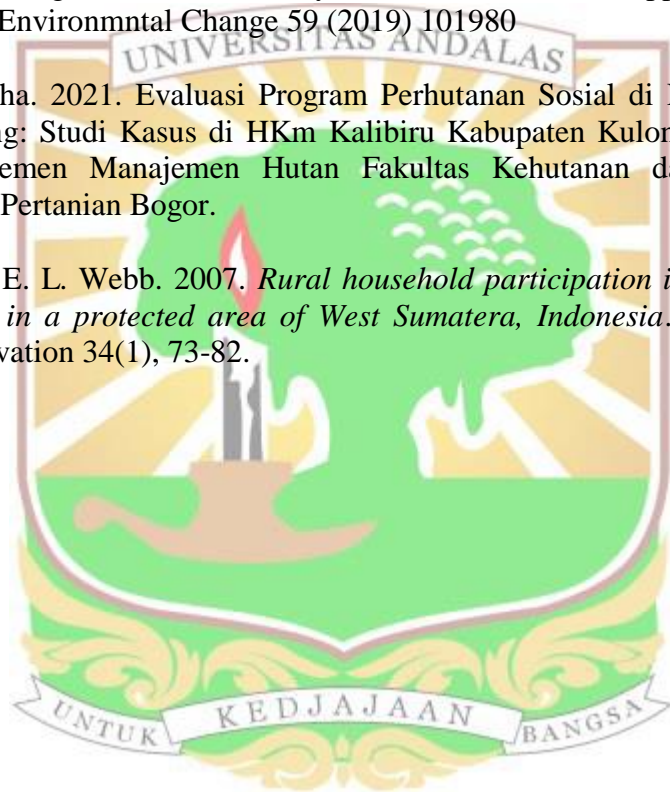 Environmntal Change 59 (2019) 101980
UNIVERSITAS ANDALAS
ha. 2021. Evaluasi Program Perhutanan Sosial di
ng: Studi Kasus di HKm Kalibiru Kabupaten Kulon
emen Manajemen Hutan Fakultas Kehutanan da
Pertanian Bogor.
E. L. Webb. 2007. Rural household participation i
in a protected area of West Sumatera, Indonesia.
vation 34(1), 73-82.
UNTUK KEDJAJAAN BANGSA